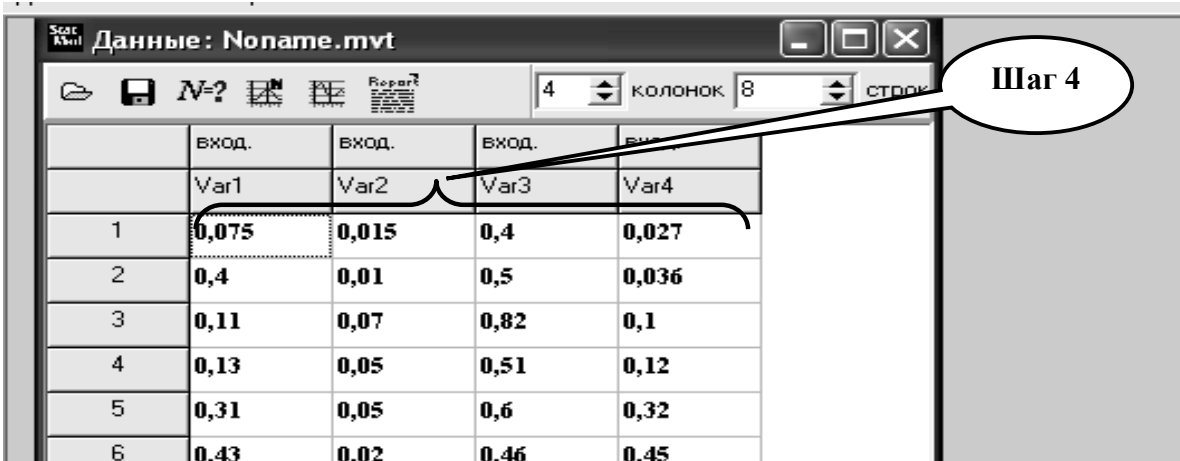 Данные: Noname.mvt
N=? Report 4 колонок 8 строк
Шаг 4
вход. вход. вход.
Var1 Var2 Var3 Var4
1 0,075 0,015 0,4 0,027
2 0,4 0,01 0,5 0,036
3 0,11 0,07 0,82 0,1
4 0,13 0,05 0,51 0,12
5 0,31 0,05 0,6 0,32
6 0,43 0,02 0,46 0,45